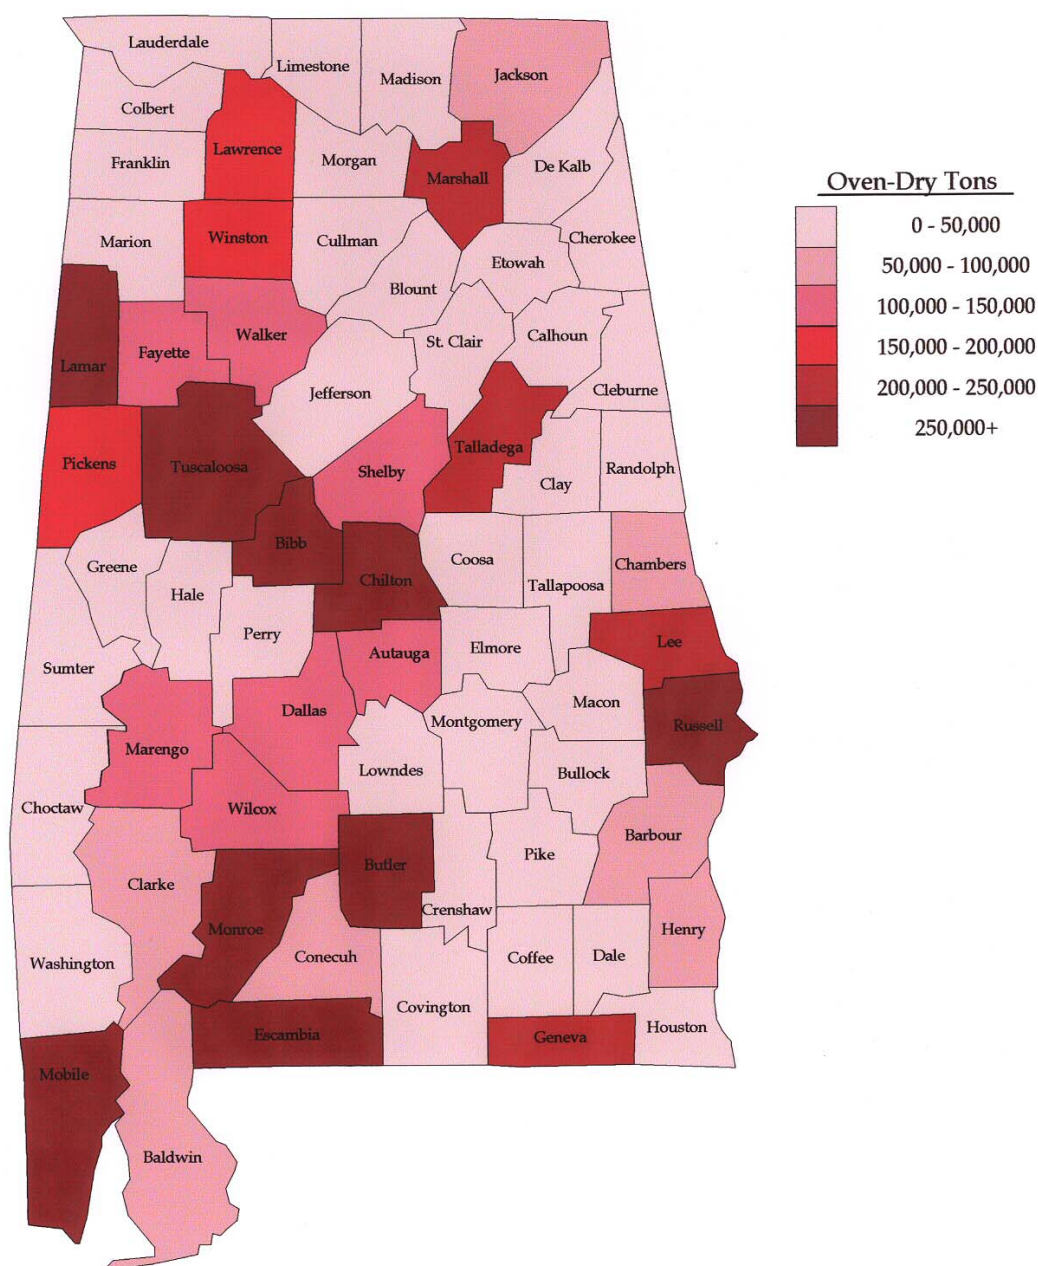 Lauderdale
Limestone
Madison
Jackson
Colbert
Lawrence
Franklin
Morgan
Marshall
De Kalb
Oven-Dry Tons
0 - 50,000
50,000 - 100,000
100,000 - 150,000
150,000 - 200,000
200,000 - 250,000
250,000+
Marion
Winston
Cullman
Cherokee
Etowah
Blount
Walker
St. Clair
Calhoun
Fayette
Lamar
Jefferson
Cleburne
Pickens
Tuscaloosa
Shelby
Talladega
Clay
Randolph
Bibb
Greene
Hale
Chilton
Coosa
Tallapoosa
Chambers
Perry
Sumter
Autauga
Elmore
Lee
Dallas
Macon
Montgomery
Russell
Marengo
Lowndes
Bullock
Choctaw
Wilcox
Barbour
Butler
Pike
Clarke
Crenshaw
Monroe
Conecuh
Henry
Washington
Coffee
Dale
Covington
Escambia
Geneva
Houston
Mobile
Baldwin